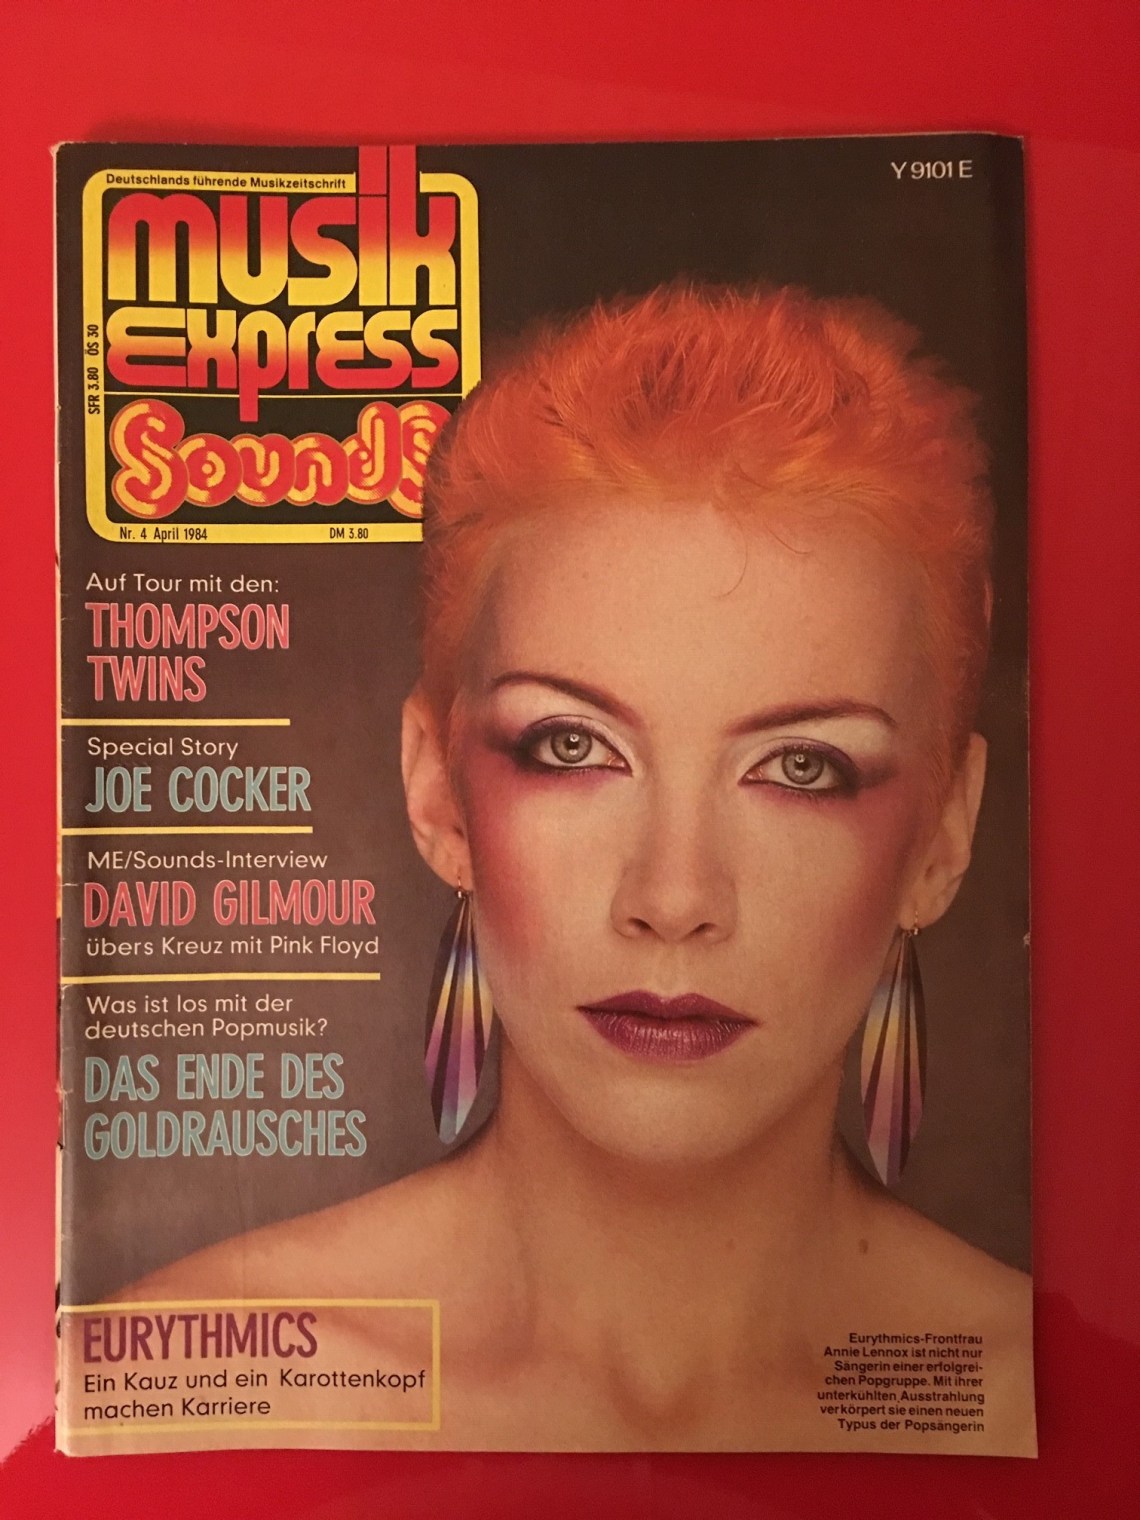 Y 9101 E
Deutschlands führende Musikzeitschrift
musik
Express
Sounds
SFR 3.80 ÖS 30
Nr. 4 April 1984 DM 3.80
Auf Tour mit den:
THOMPSON
TWINS
Special Story
JOE COCKER
ME/Sounds-Interview
DAVID GILMOUR
übers Kreuz mit Pink Floyd
Was ist los mit der
deutschen Popmusik?
DAS ENDE DES
GOLDRAUSCHES
EURYTHMICS
Ein Kauz und ein Karottenkopf
machen Karriere
Eurythmics-Frontfrau
Annie Lennox ist nicht nur
Sängerin einer erfolgrei-
chen Popgruppe. Mit ihrer
unterkühlten Ausstrahlung
verkörpert sie einen neuen
Typus der Popsängerin